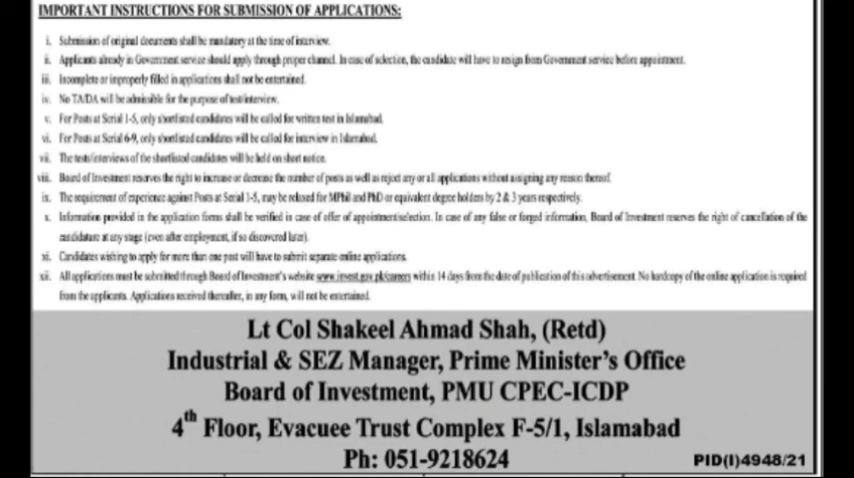 IMPORTANT INSTRUCTIONS FOR SUBMISSION OF APPLICATIONS:
i. Submission of original documents shall be mandatory at the time of interview.
ii. Applicants already in Government service should apply through proper channel. In case of selection, the candidate will have to resign from Government service before appointment.
iii. Incomplete or improperly filled in applications shall not be entertained.
iv. No TA/DA will be admissible for the purpose of test/interview.
v. For Posts at Serial 1-5, only shortlisted candidates will be called for written test in Islamabad.
vi. For Posts at Serial 6-9, only shortlisted candidates will be called for interview in Islamabad.
vii. The tests/interviews of the shortlisted candidates will be held on short notice.
viii. Board of Investment reserves the right to increase or decrease the number of posts as well as reject any or all applications without assigning any reason thereof.
ix. The requirement of experience against Posts at Serial 1-5, may be relaxed for MPhil and PhD or equivalent degree holders by 2 & 3 years respectively.
x. Information provided in the application forms shall be verified in case of offer of appointment/selection. In case of any false or forged information, Board of Investment reserves the right of cancellation of the
candidature at any stage (even after employment, if so discovered later).
xi. Candidates wishing to apply for more than one post will have to submit separate online applications.
xii. All applications must be submitted through Board of Investment's website www.invest.gov.pk/careers within 14 days from the date of publication of this advertisement. No hardcopy of the online application is required
from the applicants. Applications received thereafter, in any form, will not be entertained.
Lt Col Shakeel Ahmad Shah, (Retd)
Industrial & SEZ Manager, Prime Minister's Office
Board of Investment, PMU CPEC-ICDP
4th Floor, Evacuee Trust Complex F-5/1, Islamabad
Ph: 051-9218624
PID(I)4948/21